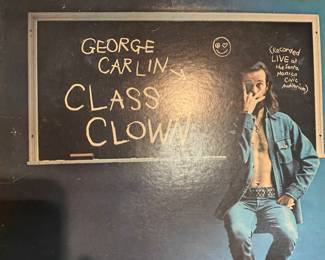 GEORGE
CARLIN
CLASS
CLOWN
(Recorded
LIVE at
the Santa
Monica
Civic
Auditorium)